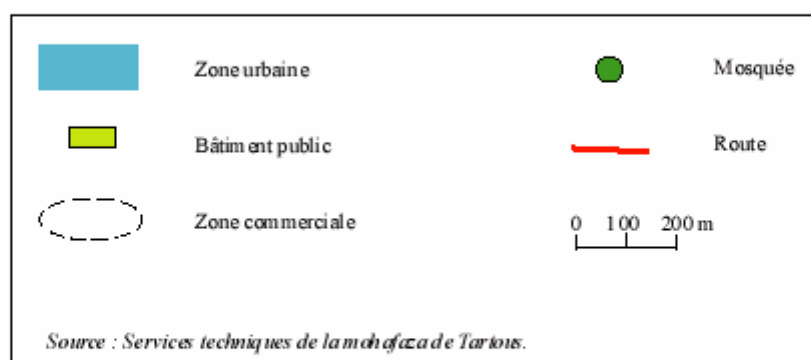 Zone urbaine
Mosquée
Bâtiment public
Route
Zone commerciale
0 100 200 m
Source : Services techniques de la mohafaza de Tartous.